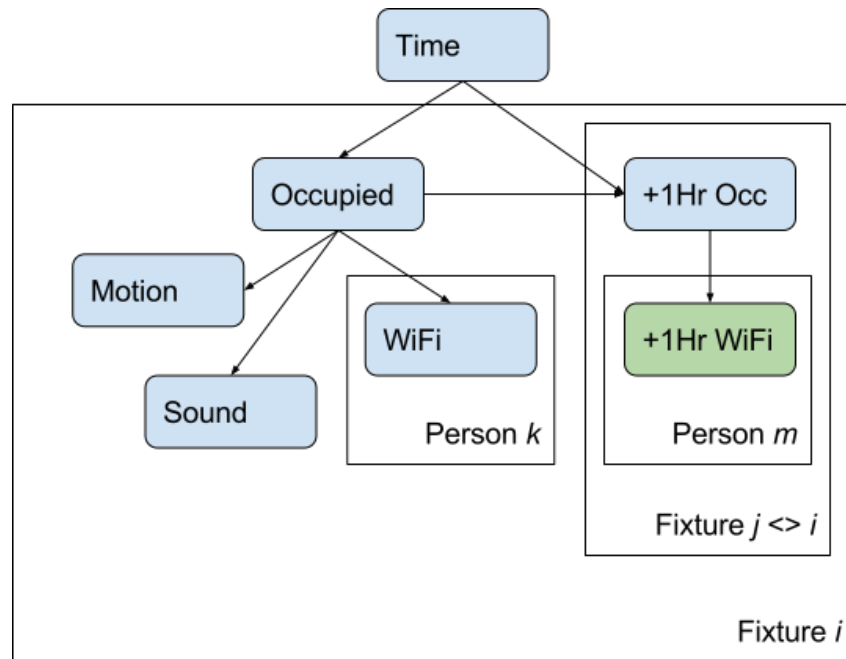 Time
Occupied
+1Hr Occ
Motion
WiFi
+1Hr WiFi
Sound
Person k
Person m
Fixture j <> i
Fixture i